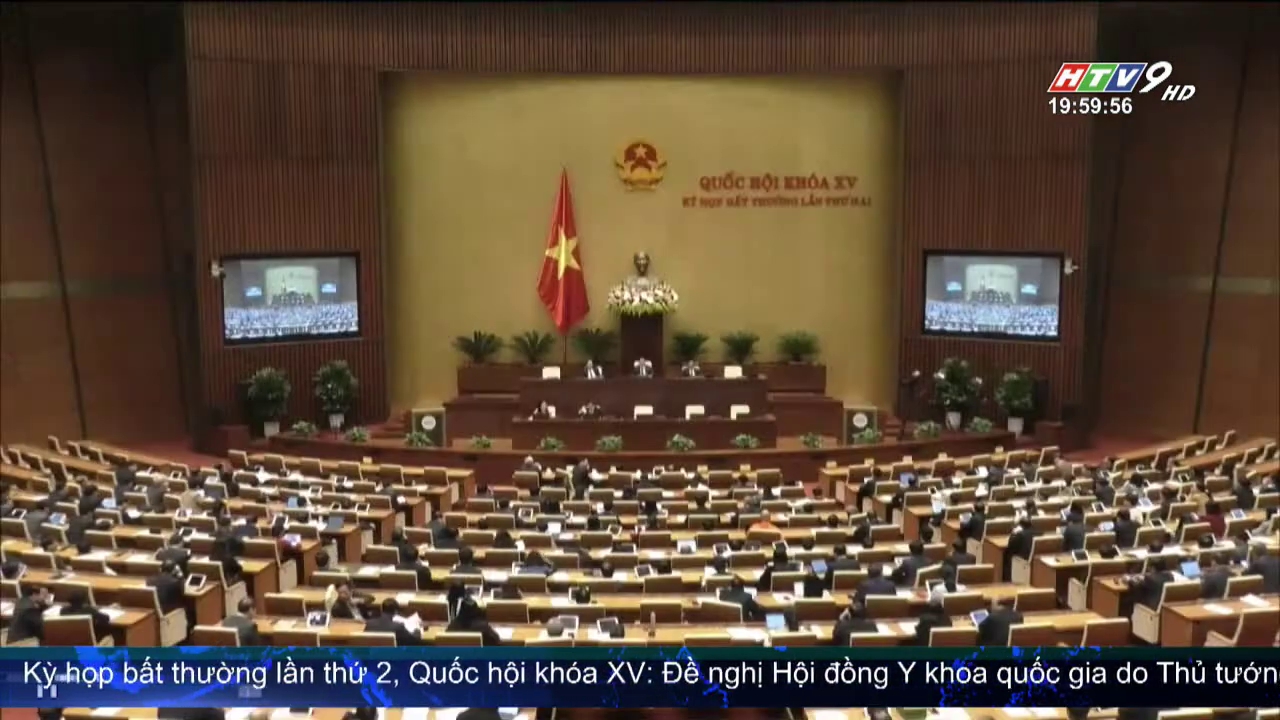 HTV9 HD
19:59:56
QUỐC HỘI KHÓA XV
KỲ HỌP BẤT THƯỜNG LẦN THỨ HAI
Kỳ họp bất thường lần thứ 2, Quốc hội khóa XV: Đề nghị Hội đồng Y khoa quốc gia do Thủ tướn